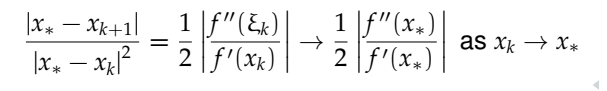 |x_* − x_{k+1}| / |x_* − x_k|^2 = 1/2 |f''(ξ_k) / f'(x_k)| → 1/2 |f''(x_*) / f'(x_*)| as x_k → x_*